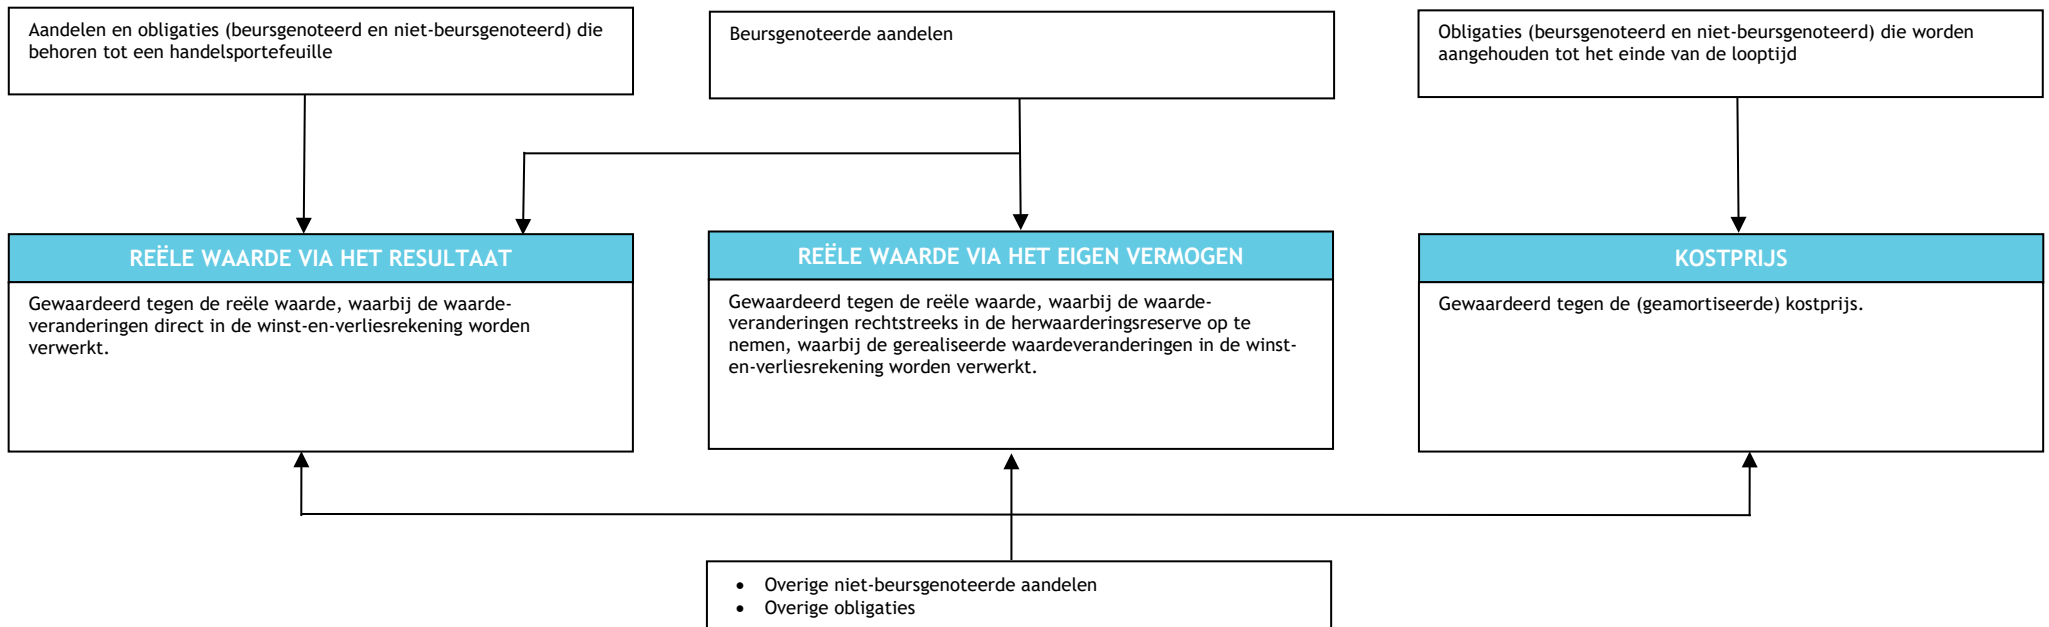 Aandelen en obligaties (beursgenoteerd en niet-beursgenoteerd) die
behoren tot een handelsportefeuille
Beursgenoteerde aandelen
Obligaties (beursgenoteerd en niet-beursgenoteerd) die worden
aangehouden tot het einde van de looptijd
REËLE WAARDE VIA HET RESULTAAT
Gewaardeerd tegen de reële waarde, waarbij de waarde-
veranderingen direct in de winst-en-verliesrekening worden
verwerkt.
REËLE WAARDE VIA HET EIGEN VERMOGEN
Gewaardeerd tegen de reële waarde, waarbij de waarde-
veranderingen rechtstreeks in de herwaarderingsreserve op te
nemen, waarbij de gerealiseerde waardeveranderingen in de winst-
en-verliesrekening worden verwerkt.
KOSTPRIJS
Gewaardeerd tegen de (geamortiseerde) kostprijs.
• Overige niet-beursgenoteerde aandelen
• Overige obligaties